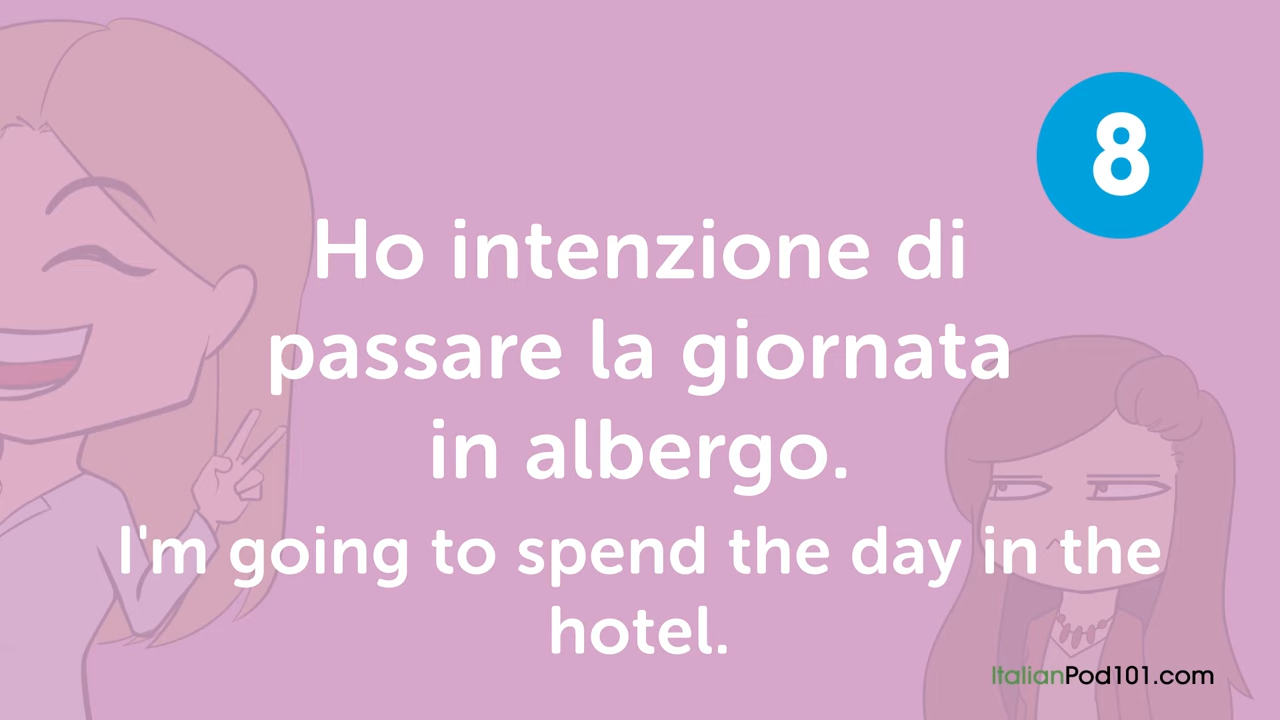 8
Ho intenzione di
passare la giornata
in albergo.
I'm going to spend the day in the
hotel.
ItalianPod101.com